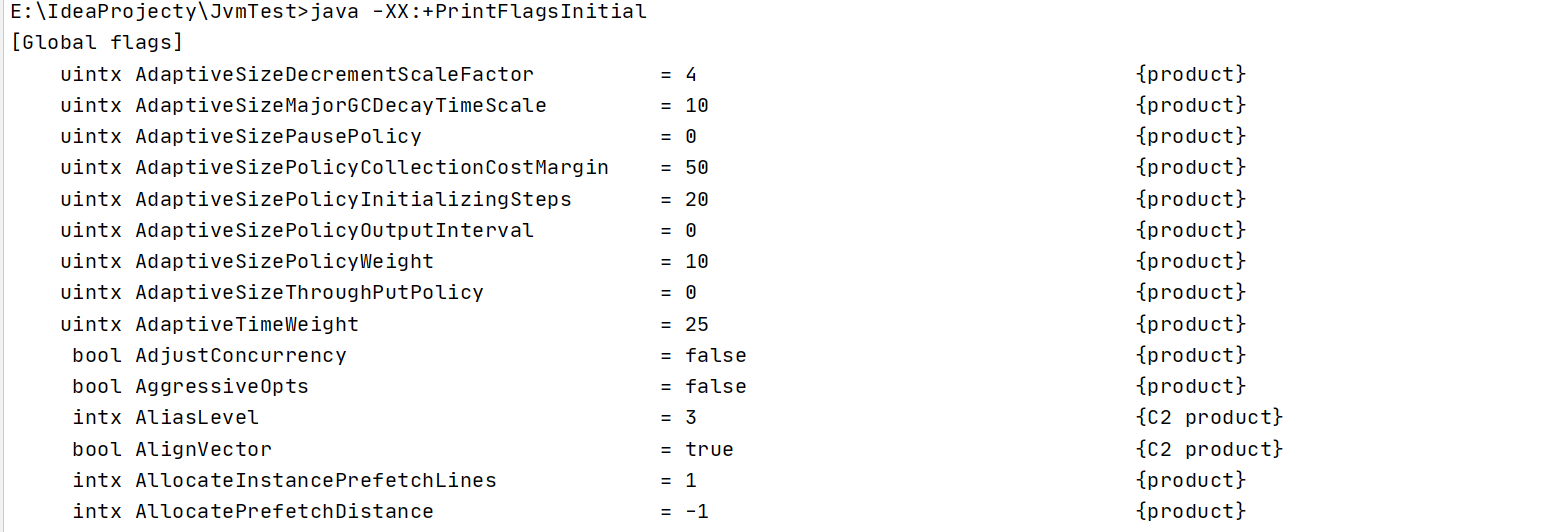 E:\IdeaProjecty\JvmTest>java -XX:+PrintFlagsInitial
[Global flags]
    uintx AdaptiveSizeDecrementScaleFactor          = 4                                   {product}
    uintx AdaptiveSizeMajorGCDecayTimeScale         = 10                                  {product}
    uintx AdaptiveSizePausePolicy                   = 0                                   {product}
    uintx AdaptiveSizePolicyCollectionCostMargin    = 50                                  {product}
    uintx AdaptiveSizePolicyInitializingSteps       = 20                                  {product}
    uintx AdaptiveSizePolicyOutputInterval          = 0                                   {product}
    uintx AdaptiveSizePolicyWeight                  = 10                                  {product}
    uintx AdaptiveSizeThroughPutPolicy              = 0                                   {product}
    uintx AdaptiveTimeWeight                        = 25                                  {product}
     bool AdjustConcurrency                         = false                               {product}
     bool AggressiveOpts                            = false                               {product}
     intx AliasLevel                                = 3                                   {C2 product}
     bool AlignVector                               = true                                {C2 product}
     intx AllocateInstancePrefetchLines             = 1                                   {product}
     intx AllocatePrefetchDistance                  = -1                                  {product}